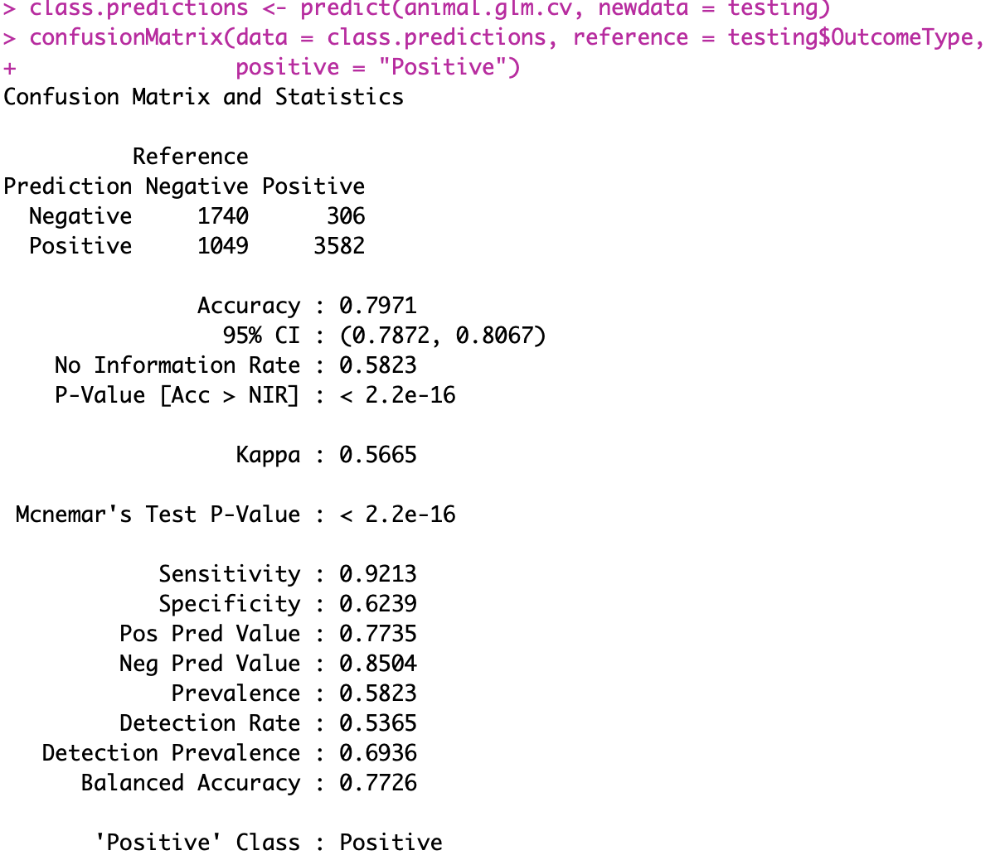 > class.predictions <- predict(animal.glm.cv, newdata = testing)
> confusionMatrix(data = class.predictions, reference = testing$OutcomeType,
+                 positive = "Positive")
Confusion Matrix and Statistics

          Reference
Prediction Negative Positive
  Negative     1740      306
  Positive     1049     3582

               Accuracy : 0.7971
                 95% CI : (0.7872, 0.8067)
    No Information Rate : 0.5823
    P-Value [Acc > NIR] : < 2.2e-16

                  Kappa : 0.5665

 Mcnemar's Test P-Value : < 2.2e-16

            Sensitivity : 0.9213
            Specificity : 0.6239
         Pos Pred Value : 0.7735
         Neg Pred Value : 0.8504
             Prevalence : 0.5823
         Detection Rate : 0.5365
   Detection Prevalence : 0.6936
      Balanced Accuracy : 0.7726

       'Positive' Class : Positive